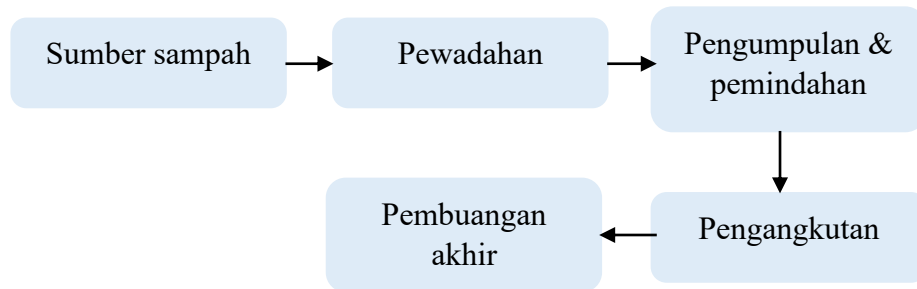 Sumber sampah
Pewadahan
Pengumpulan &
pemindahan
Pengangkutan
Pembuangan
akhir